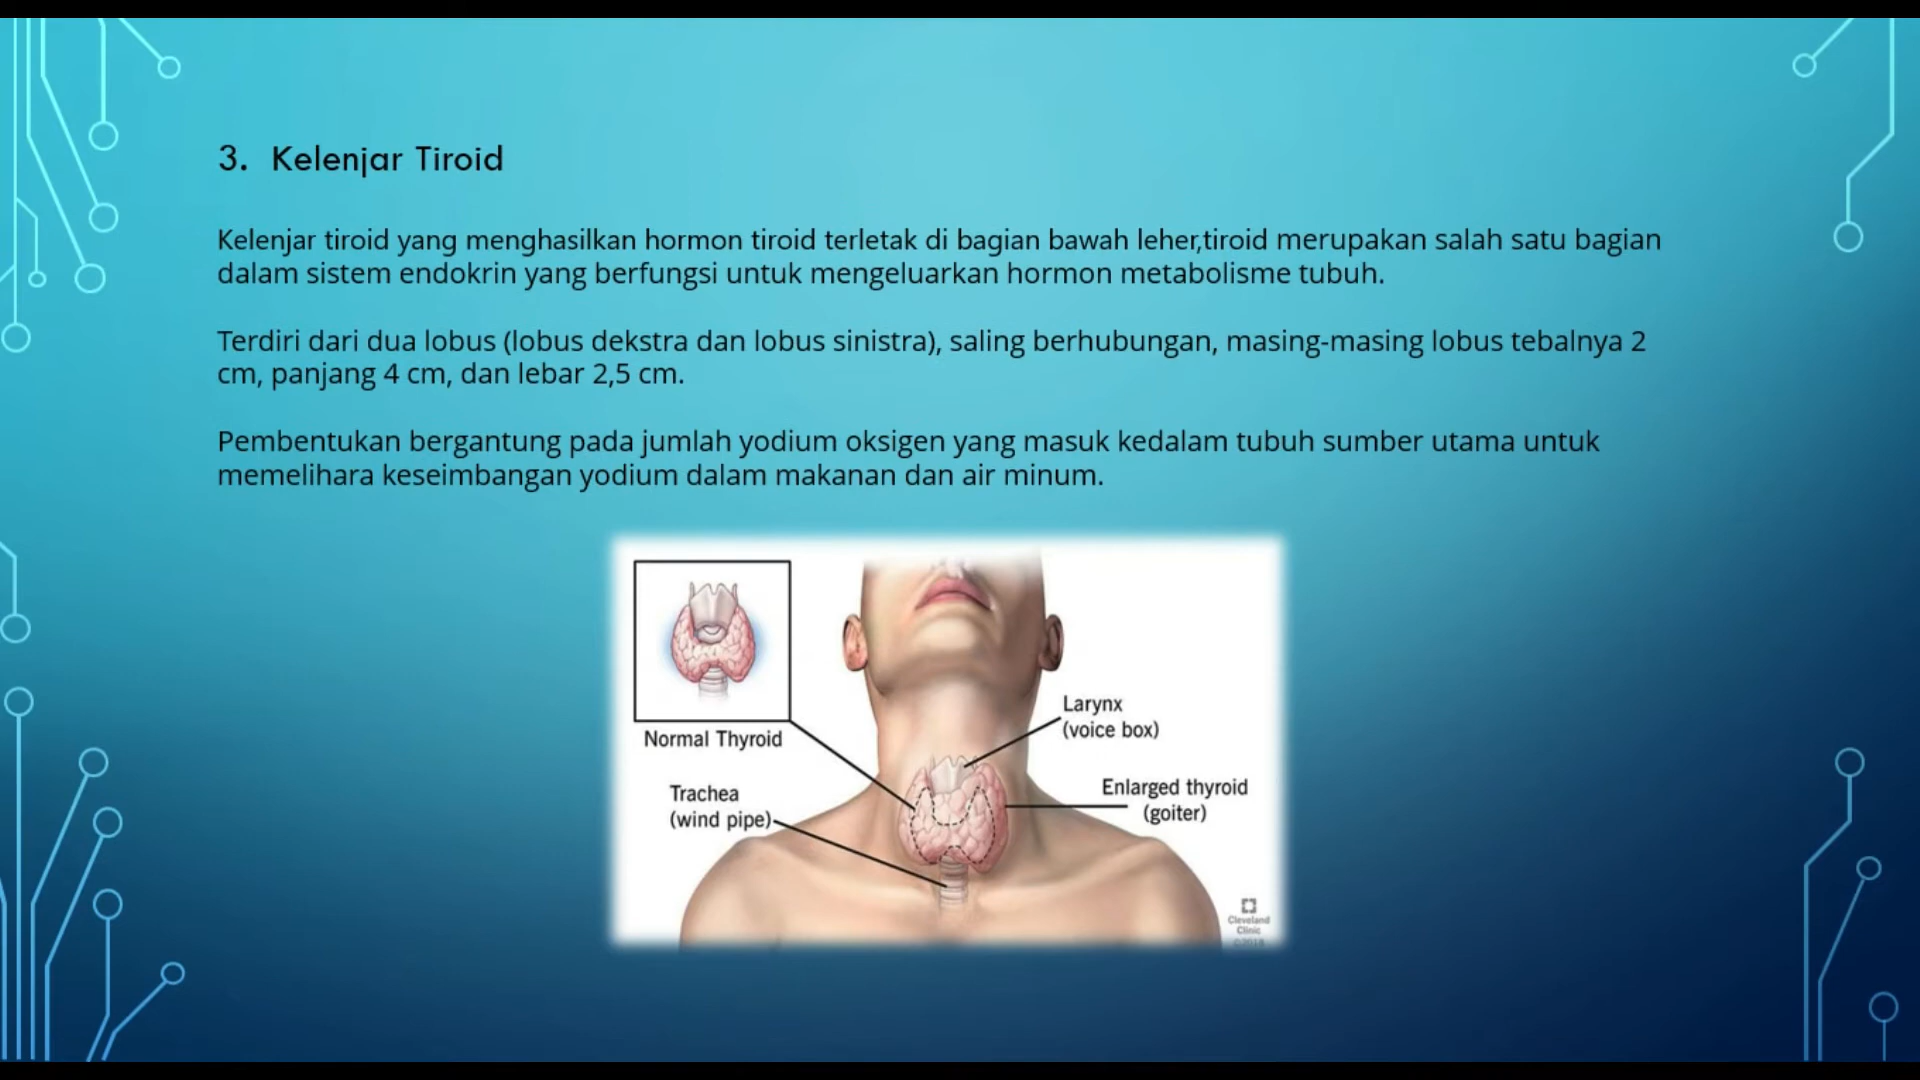 3. Kelenjar Tiroid
Kelenjar tiroid yang menghasilkan hormon tiroid terletak di bagian bawah leher,tiroid merupakan salah satu bagian
dalam sistem endokrin yang berfungsi untuk mengeluarkan hormon metabolisme tubuh.
Terdiri dari dua lobus (lobus dekstra dan lobus sinistra), saling berhubungan, masing-masing lobus tebalnya 2
cm, panjang 4 cm, dan lebar 2,5 cm.
Pembentukan bergantung pada jumlah yodium oksigen yang masuk kedalam tubuh sumber utama untuk
memelihara keseimbangan yodium dalam makanan dan air minum.
Normal Thyroid
Larynx
(voice box)
Trachea
(wind pipe)
Enlarged thyroid
(goiter)
Cleveland
Clinic